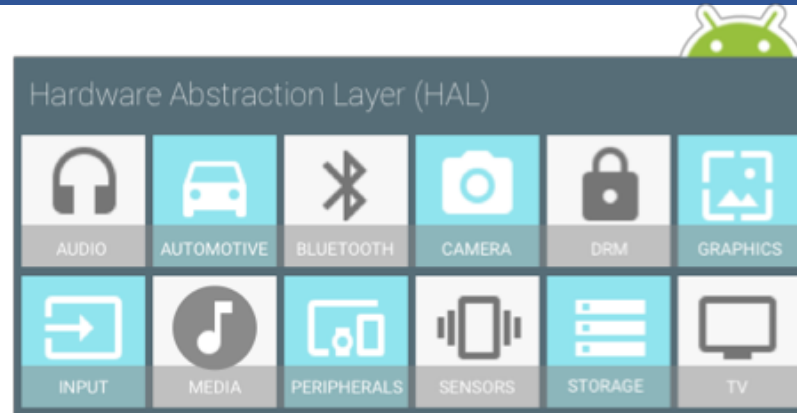 Hardware Abstraction Layer (HAL)
AUDIO AUTOMOTIVE BLUETOOTH CAMERA DRM GRAPHICS
INPUT MEDIA PERIPHERALS SENSORS STORAGE TV